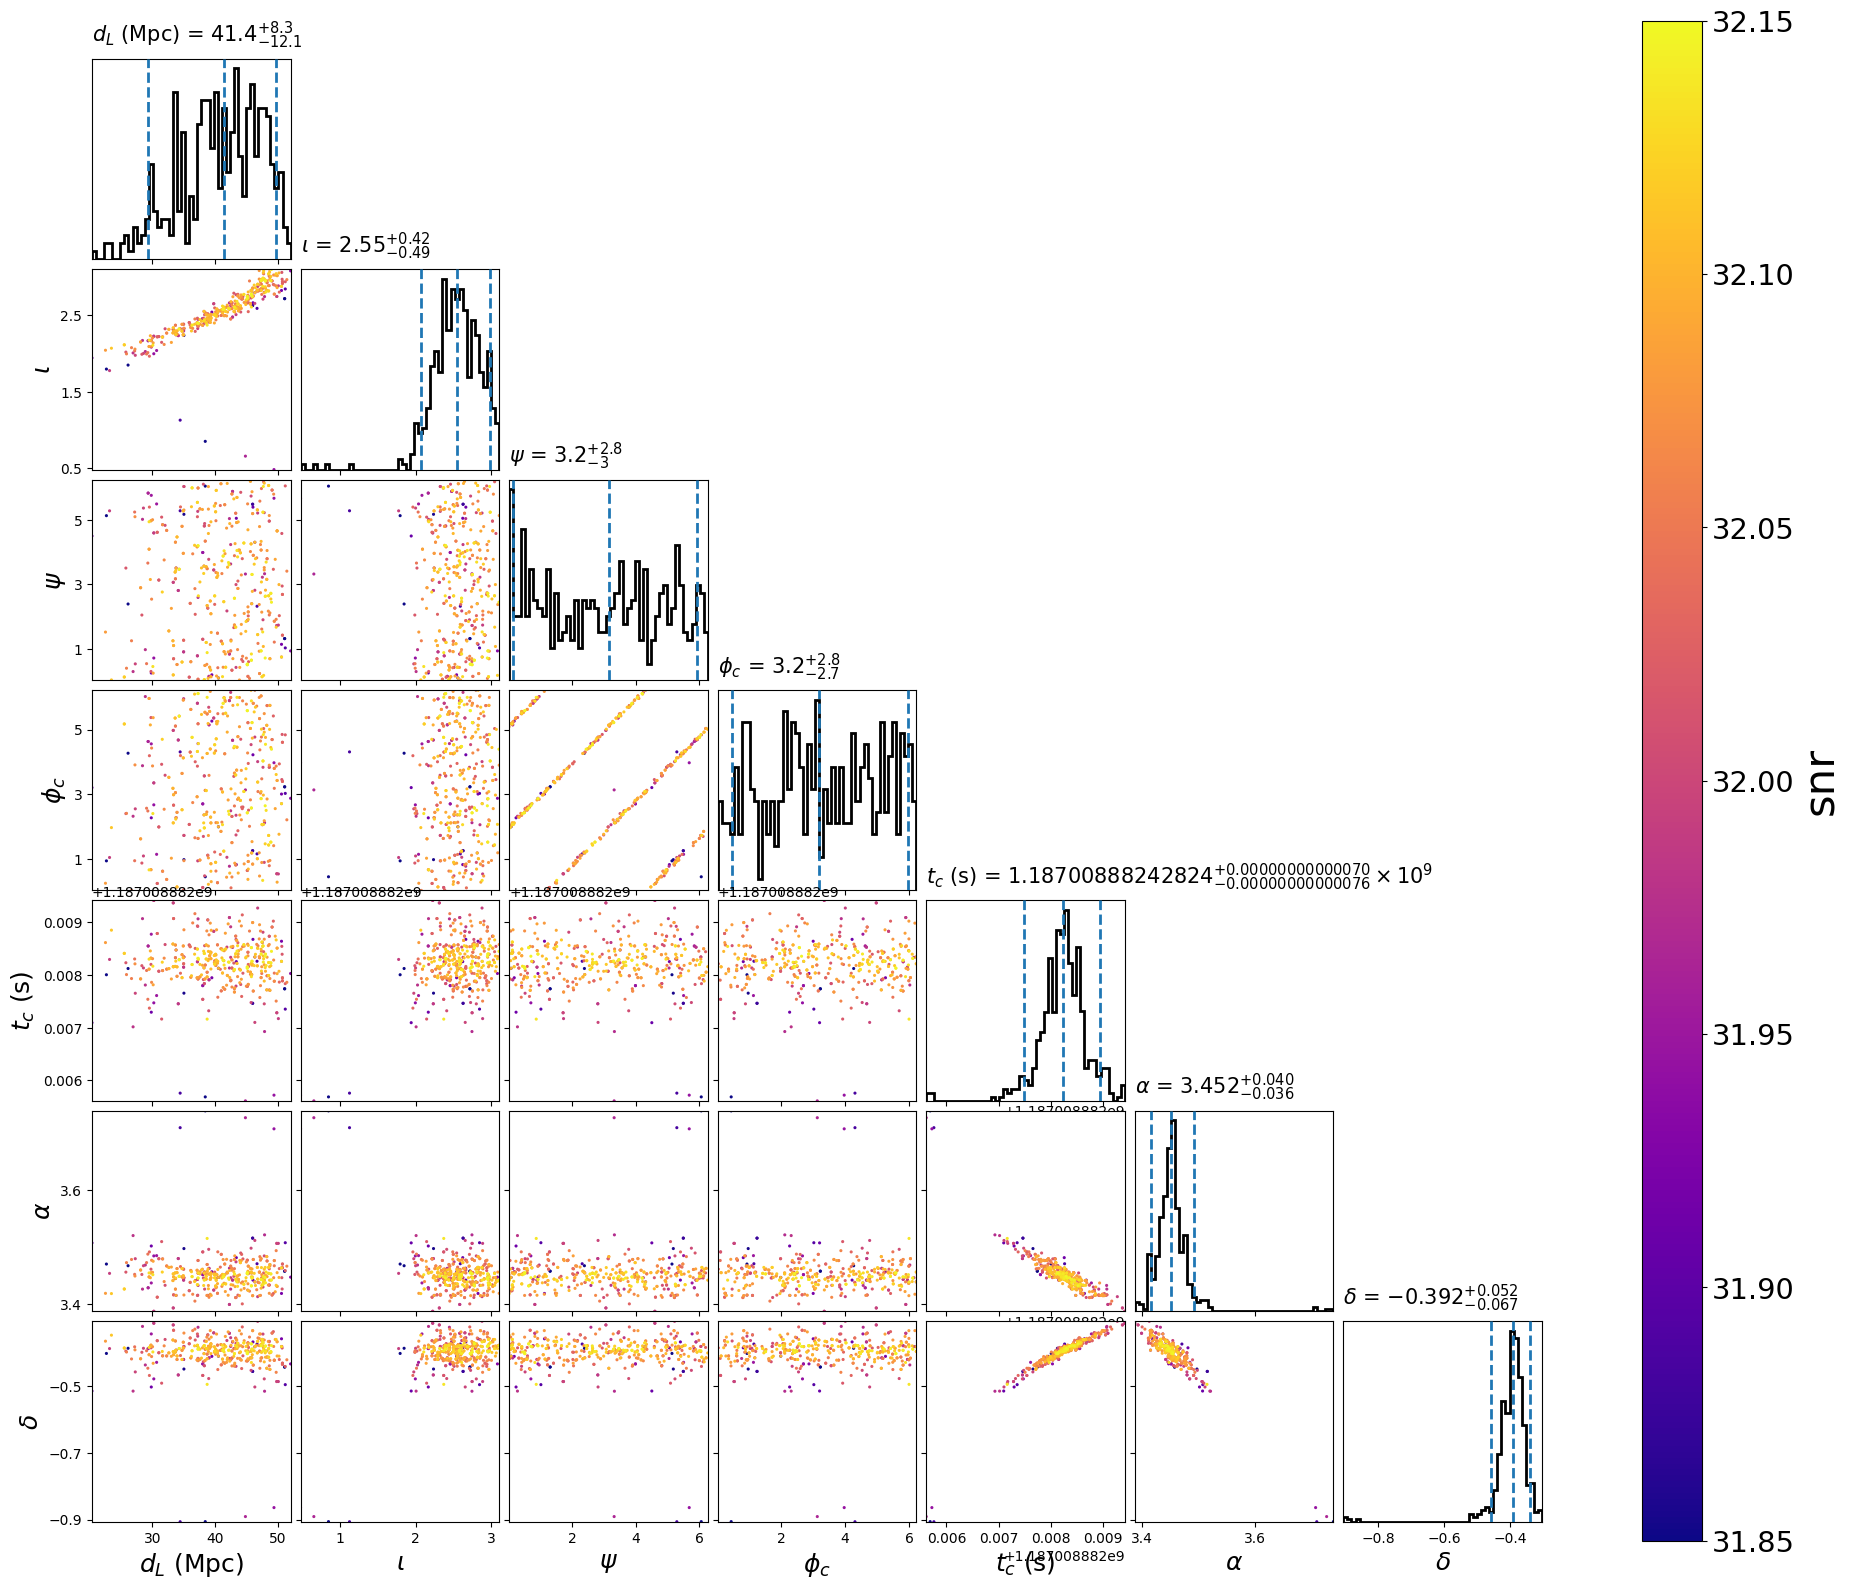 d_L (Mpc) = 41.4^{+8.3}_{-12.1}
ι = 2.55^{+0.42}_{-0.49}
ψ = 3.2^{+2.8}_{-3}
ϕ_c = 3.2^{+2.8}_{-2.7}
t_c (s) = 1.18700888242824^{+0.00000000000070}_{-0.00000000000076} × 10^9
α = 3.452^{+0.040}_{-0.036}
δ = −0.392^{+0.052}_{-0.067}
ι
2.5
1.5
0.5
ψ
5
3
1
ϕ_c
5
3
1
+1.187008882e9 +1.187008882e9 +1.187008882e9 +1.187008882e9
t_c (s)
0.009
0.008
0.007
0.006
+1.187008882e9
α
3.6
3.4
+1.187008882e9
δ
−0.5
−0.7
−0.9
30 40 50
1 2 3
2 4 6
2 4 6
0.006 0.007 0.008 0.009
3.4 3.6
−0.8 −0.6 −0.4
+1.187008882e9
d_L (Mpc) ι ψ ϕ_c t_c (s) α δ
32.15
32.10
32.05
32.00
31.95
31.90
31.85
snr